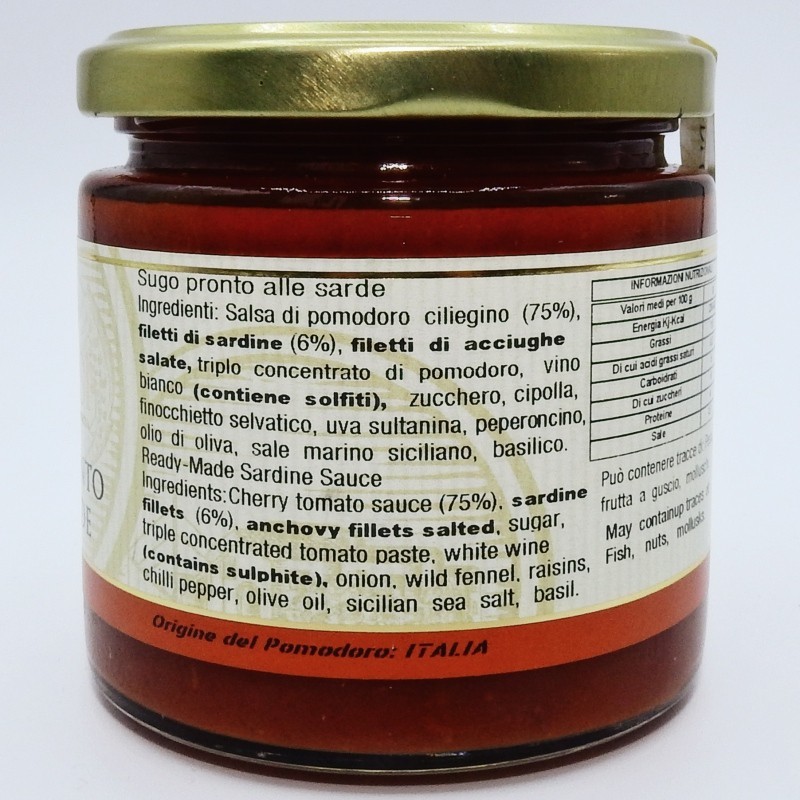 Sugo pronto alle sarde
Ingredienti: Salsa di pomodoro ciliegino (75%),
filetti di sardine (6%), filetti di acciughe
salate, triplo concentrato di pomodoro, vino
bianco (contiene solfiti), zucchero, cipolla,
finocchietto selvatico, uva sultanina, peperoncino,
olio di oliva, sale marino siciliano, basilico.
Ready-Made Sardine Sauce
Ingredients: Cherry tomato sauce (75%), sardine
fillets (6%), anchovy fillets salted, sugar,
triple concentrated tomato paste, white wine
(contains sulphite), onion, wild fennel, raisins,
chilli pepper, olive oil, sicilian sea salt, basil.
Origine del Pomodoro: ITALIA
INFORMAZIONI
Valori medi per 100 g
Energia Kj-Kcal
Grassi
Di cui acidi grassi saturi
Carboidrati
Di cui zuccheri
Proteine
Sale
Può contenere tracce di
frutta a guscio,
May containup traces
Fish, nuts, mollusks